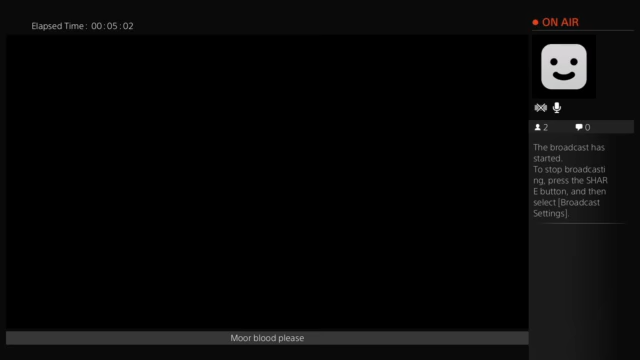 Elapsed Time : 00:05:02
ON AIR
2
0
The broadcast has
started.
To stop broadcasti
ng, press the SHAR
E button, and then
select [Broadcast
Settings].
Moor blood please